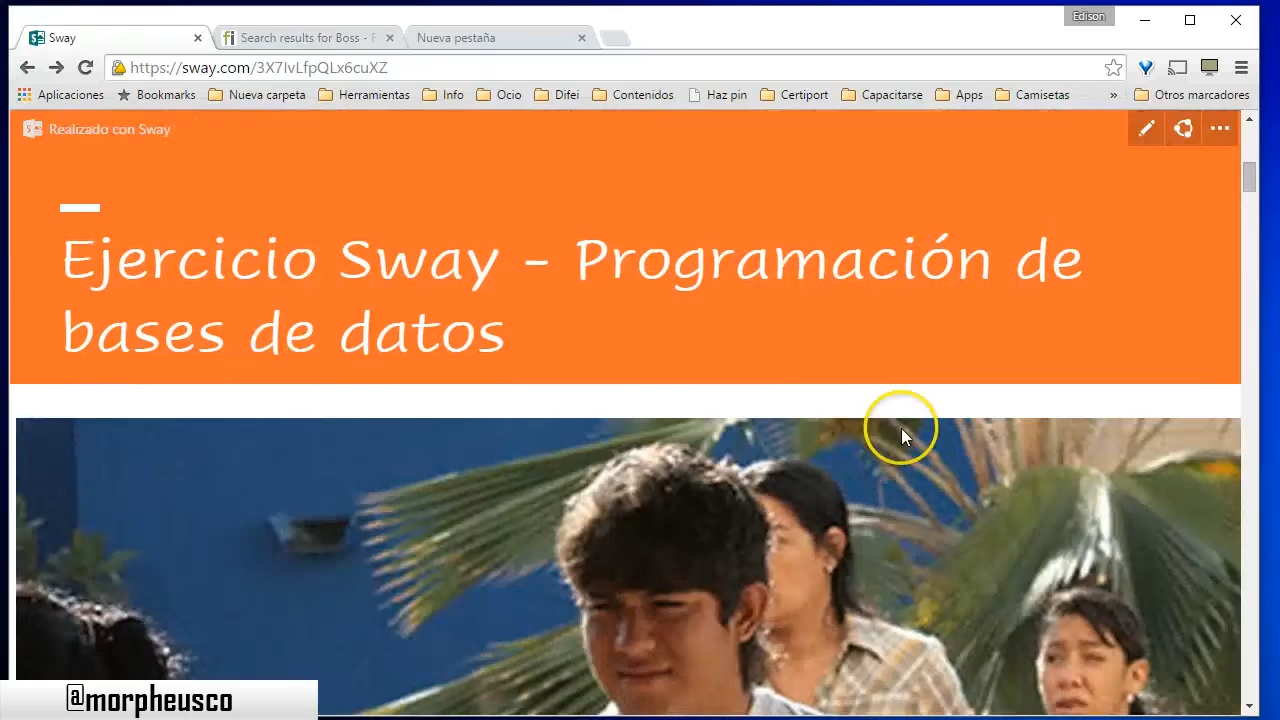 Edison
Sway
Search results for Boss - F
Nueva pestaña
https://sway.com/3X7IvLfpQLx6cuXZ
Aplicaciones Bookmarks Nueva carpeta Herramientas Info Ocio Difei Contenidos Haz pin Certiport Capacitarse Apps Camisetas » Otros marcadores
Realizado con Sway
Ejercicio Sway - Programación de
bases de datos
@morpheusco